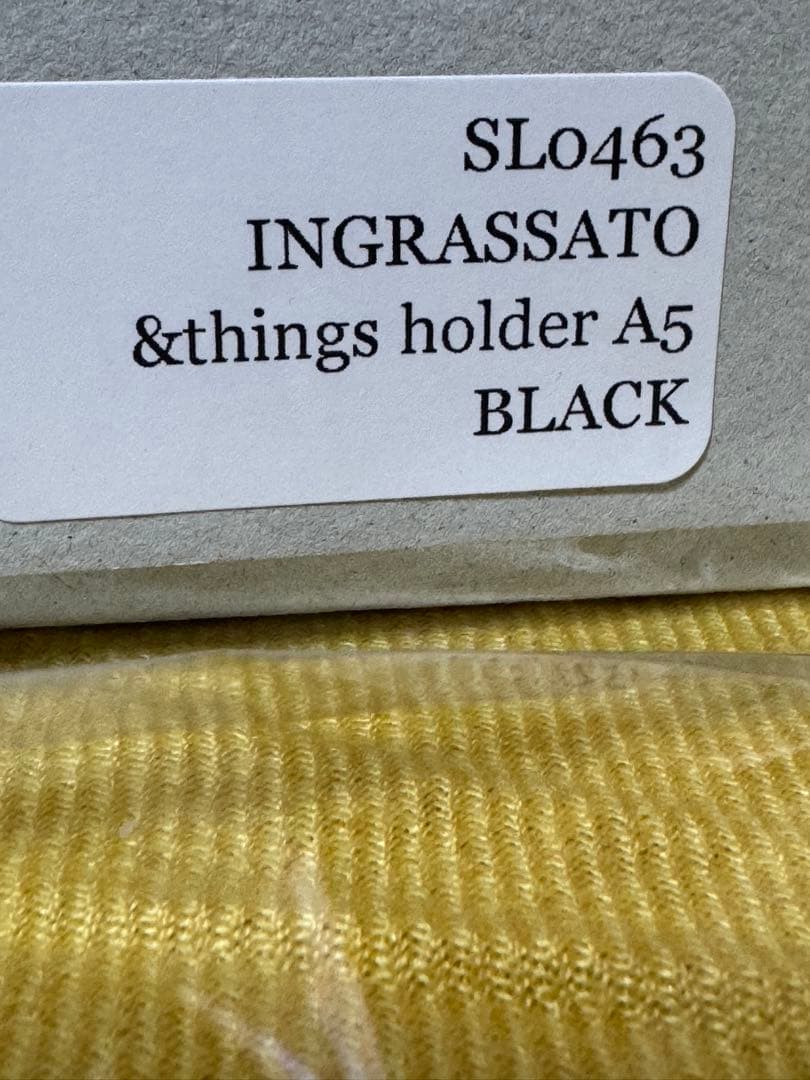 SL0463
INGRASSATO
&things holder A5
BLACK